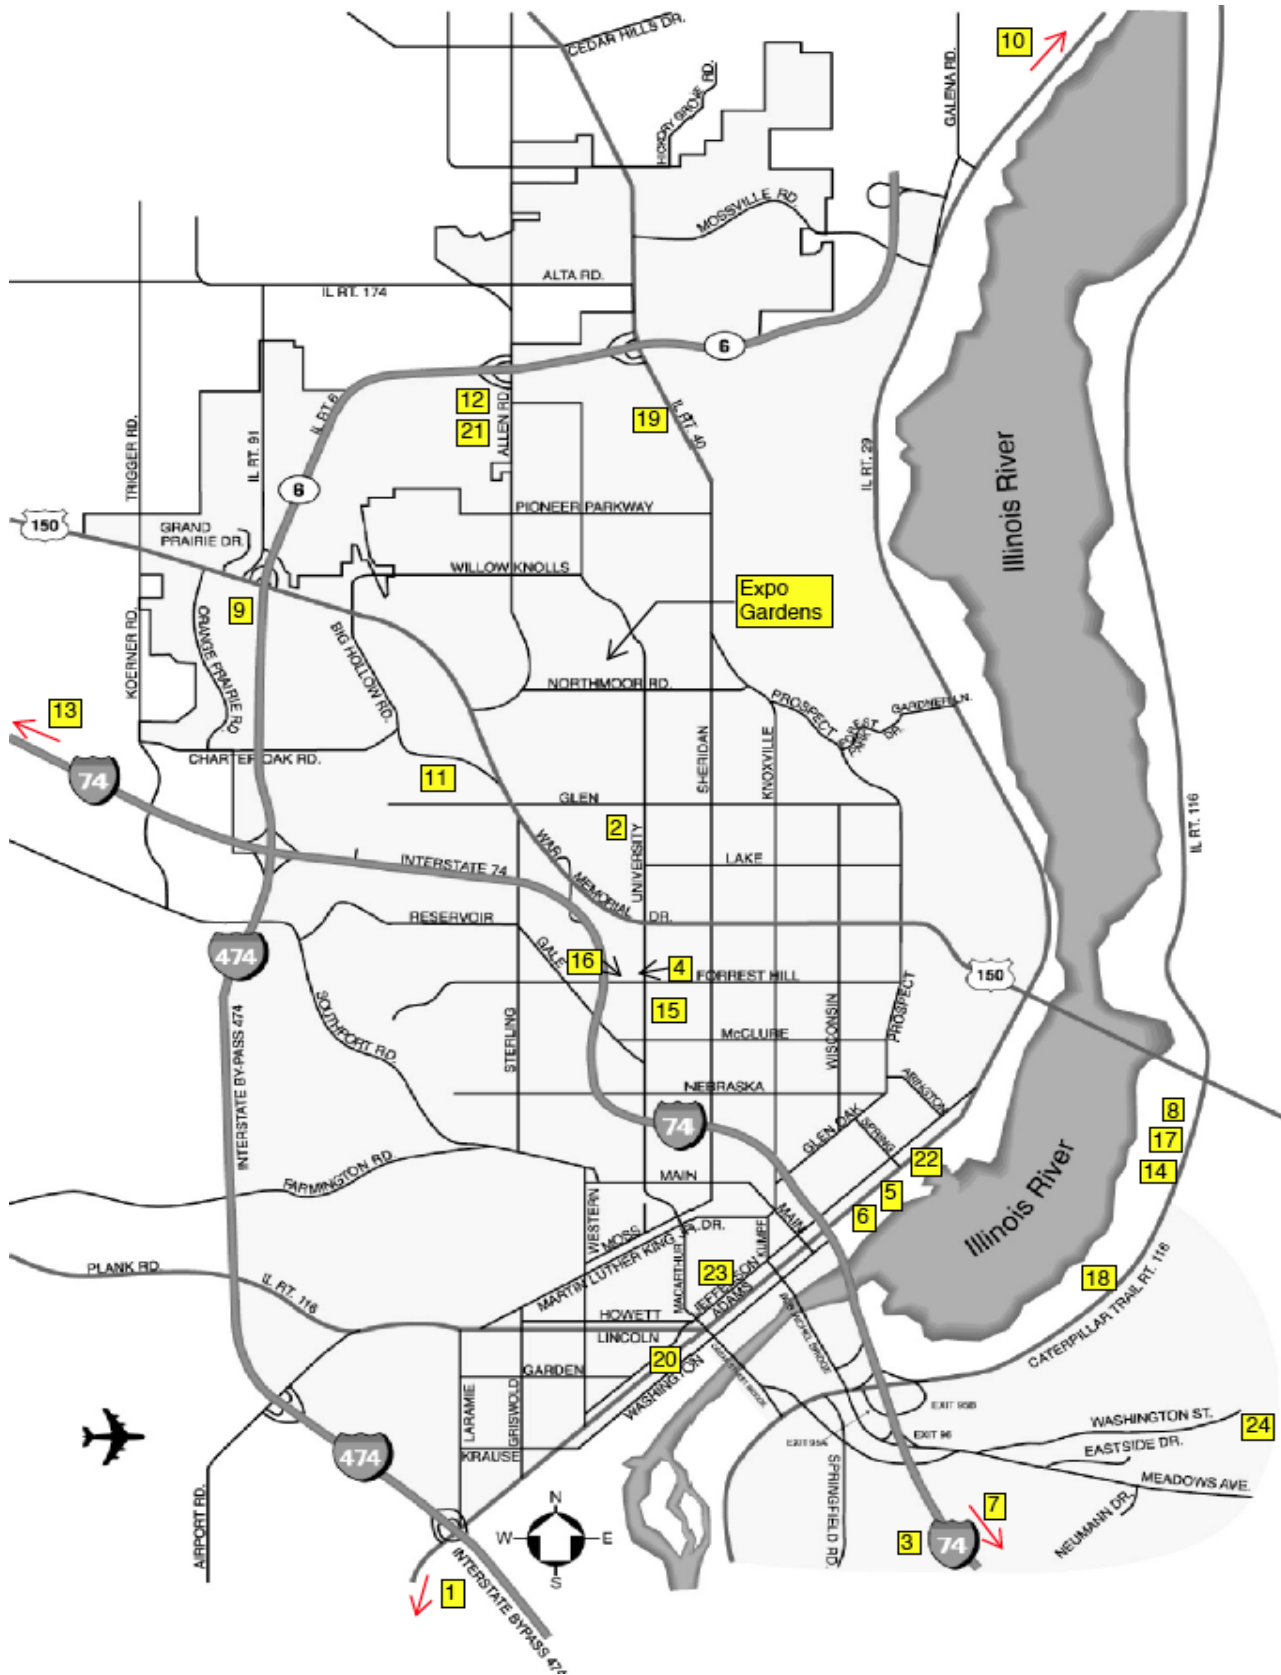 10
CEDAR HILLS DR.
GALENA RD.
HICKORY GROVE RD.
MOSSVILLE RD.
ALTA RD.
IL RT. 174
6
12
21
ALLEN RD.
19
IL RT. 40
IL RT. 6
IL RT. 91
TRIGGER RD.
IL RT. 29
Illinois River
6
150
GRAND
PRAIRIE DR.
PIONEER PARKWAY
WILLOW KNOLLS
Expo
Gardens
9
KOERNER RD.
ORANGE PRAIRIE RD.
BIG HOLLOW RD.
NORTHMOOR RD.
PROSPECT
GARDNER LN.
13
CHARTER OAK RD.
SHERIDAN
KNOXVILLE
74
11
GLEN
2
UNIVERSITY
WAR
MEMORIAL
DR.
LAKE
IL RT. 116
INTERSTATE 74
RESERVOIR
GALE
474
16
4
FORREST HILL
PROSPECT
150
SOUTHPORT RD.
STERLING
15
WISCONSIN
McCLURE
INTERSTATE BY-PASS 474
NEBRASKA
ABINGTON
74
GLEN OAK
SPRING
8
17
14
FARMINGTON RD.
MAIN
22
5
6
Illinois River
WESTERN
MOSS
MARTIN LUTHER KING JR. DR.
MAIN
KUMPF
PLANK RD.
IL RT. 116
MACARTHUR
23
JEFFERSON
ADAMS
18
CATERPILLAR TRAIL RT. 116
HOWETT
LINCOLN
BOB MICHEL BRIDGE
20
GARDEN
WASHINGTON
LARAMIE
GRISWOLD
EXIT 95B
WASHINGTON ST.
24
EXIT 96
EXIT 95A
EASTSIDE DR.
KRAUSE
474
MEADOWS AVE.
SPRINGFIELD RD.
NEUMANN DR.
AIRPORT RD.
N
W
E
S
7
3
74
1
INTERSTATE BYPASS 474